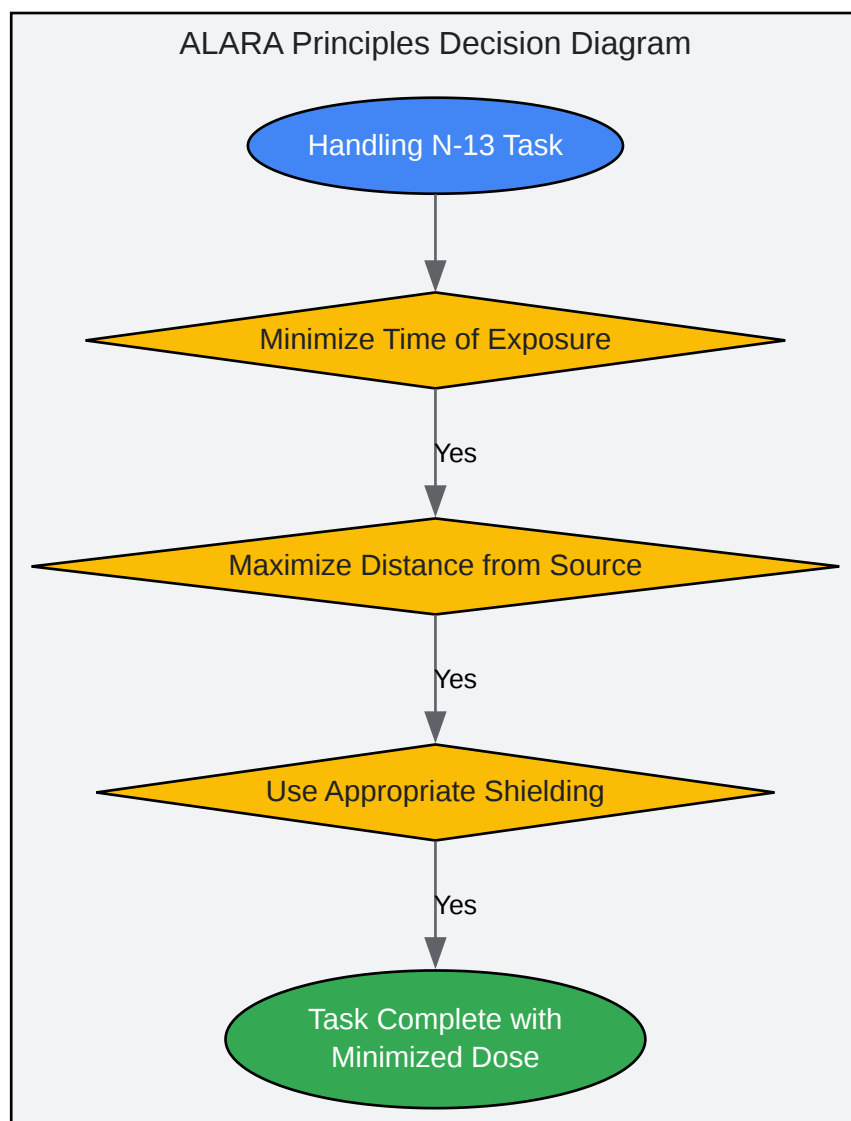 ALARA Principles Decision Diagram
Handling N-13 Task
Minimize Time of Exposure
Yes
Maximize Distance from Source
Yes
Use Appropriate Shielding
Yes
Task Complete with
Minimized Dose